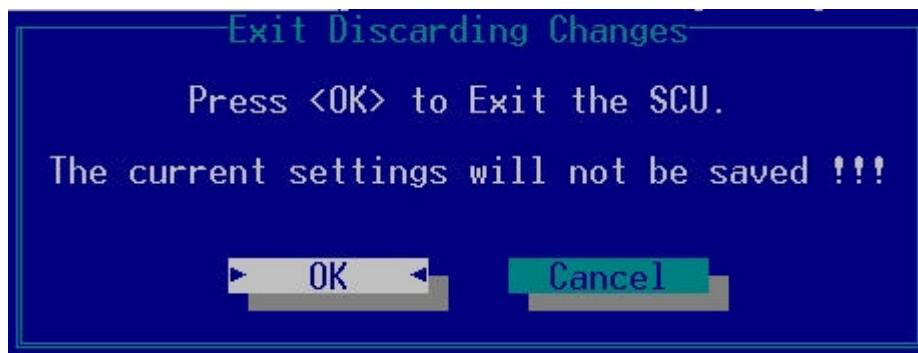 Exit Discarding Changes
Press <OK> to Exit the SCU.
The current settings will not be saved !!!
OK Cancel